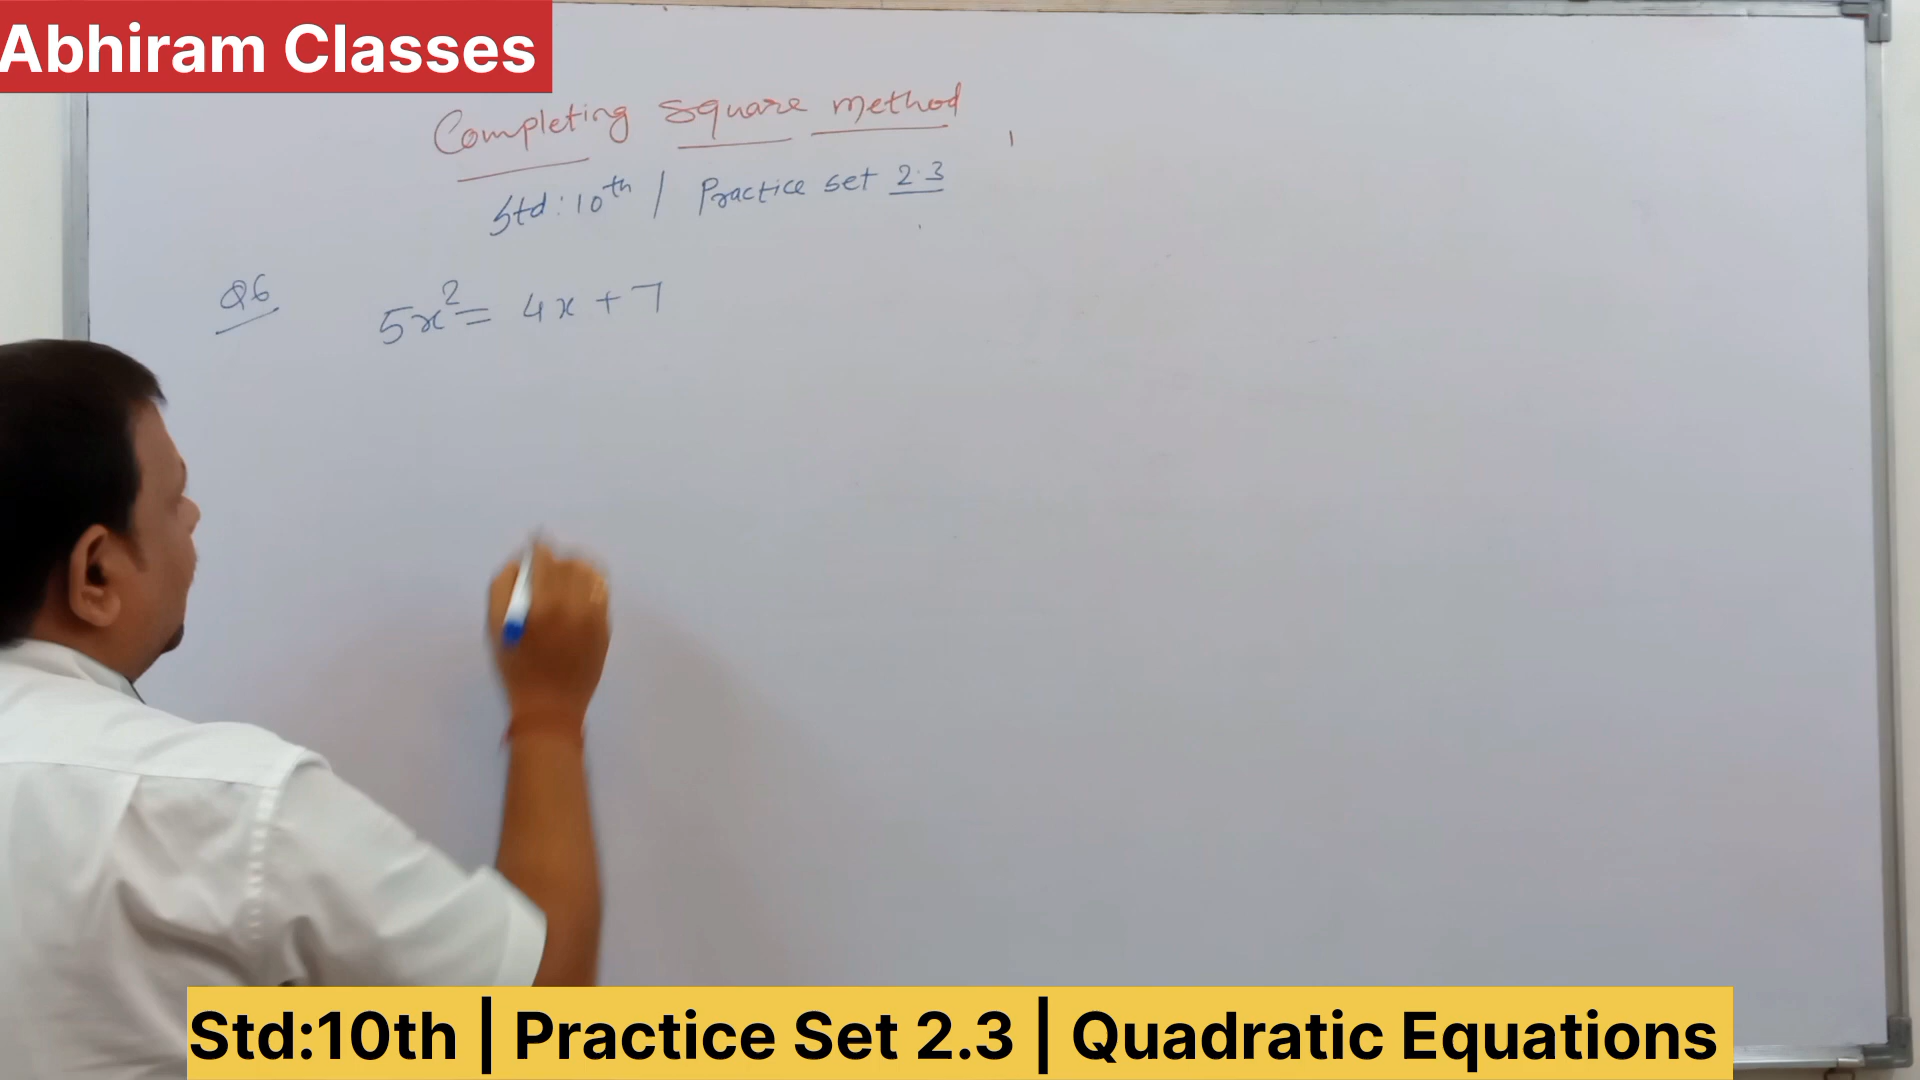 Abhiram Classes
Completing square method
Std: 10th / Practice set 2.3
Q6 5x² = 4x + 7
Std:10th | Practice Set 2.3 | Quadratic Equations